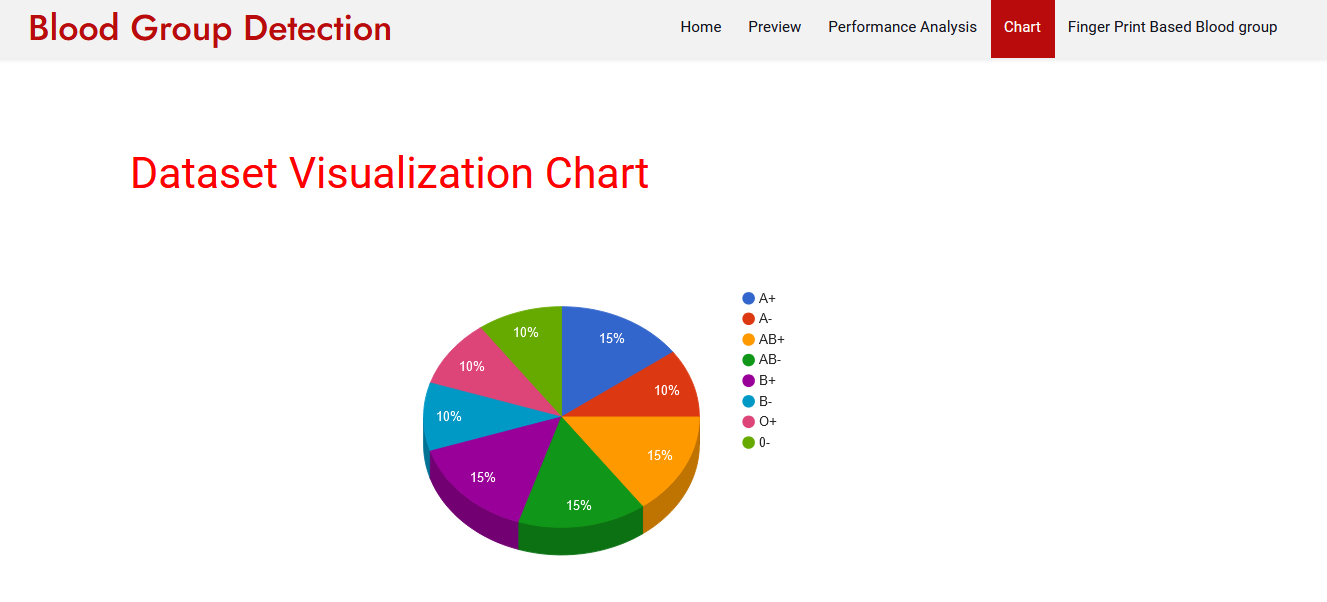 Blood Group Detection
Home Preview Performance Analysis Chart Finger Print Based Blood group
Dataset Visualization Chart
A+
A-
AB+
AB-
B+
B-
O+
0-
10%
15%
10%
10%
10%
15%
15%
15%